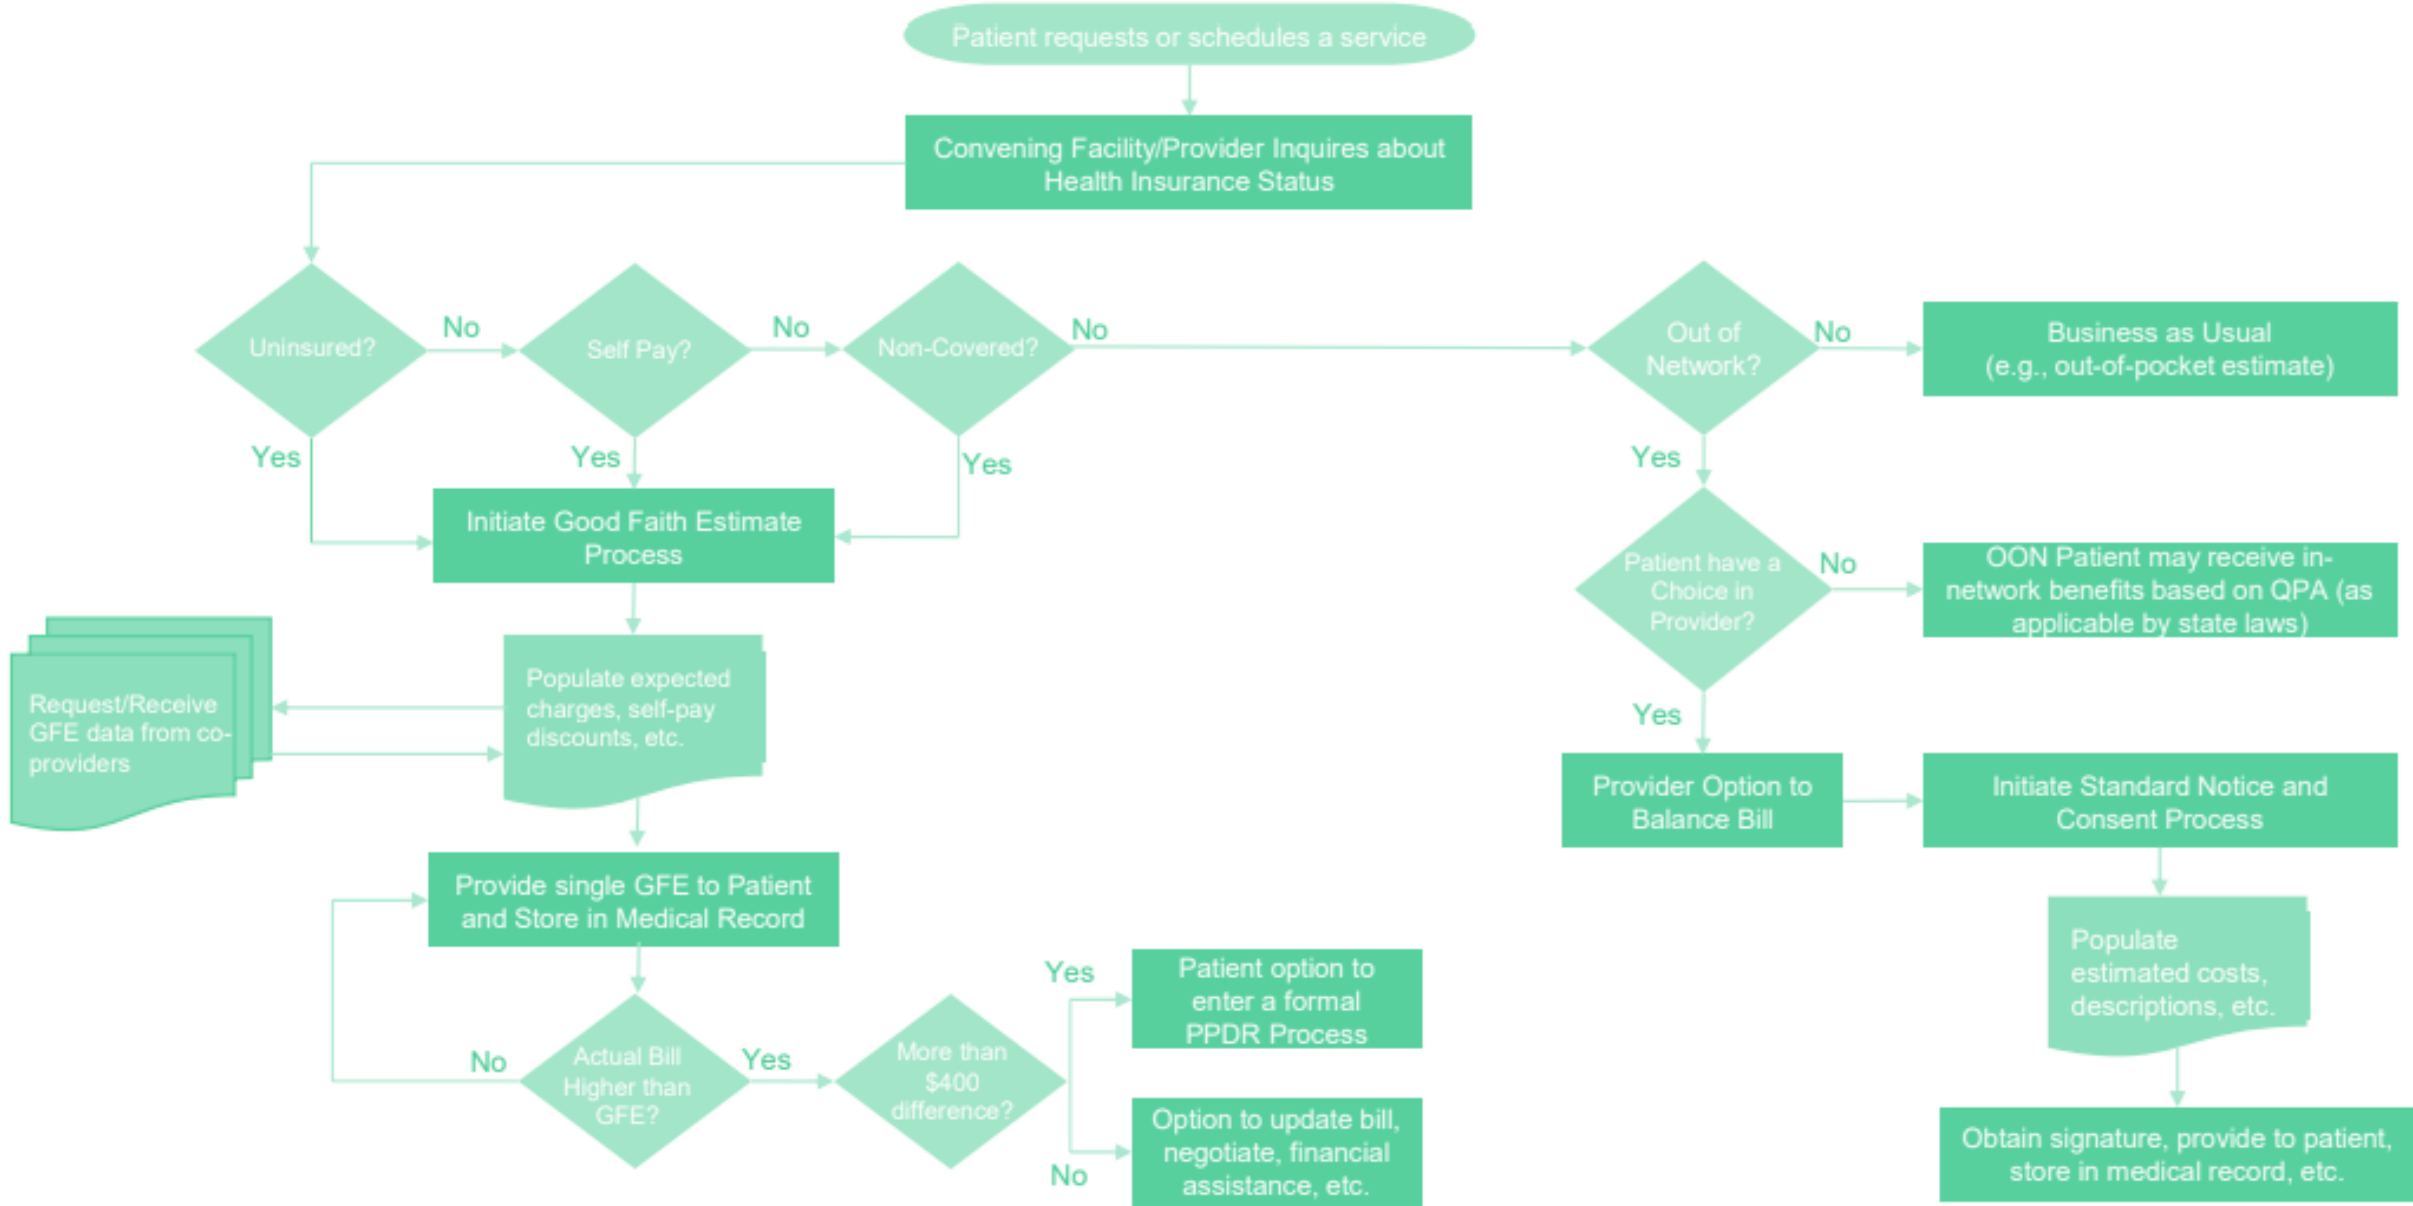 Patient requests or schedules a service
Convening Facility/Provider Inquires about
Health Insurance Status
Uninsured?
No
Self Pay?
No
Non-Covered?
No
Out of
Network?
No
Business as Usual
(e.g., out-of-pocket estimate)
Yes
Yes
Yes
Yes
Initiate Good Faith Estimate
Process
Patient have a
Choice in
Provider?
No
OON Patient may receive in-
network benefits based on QPA (as
applicable by state laws)
Request/Receive
GFE data from co-
providers
Populate expected
charges, self-pay
discounts, etc.
Yes
Provider Option to
Balance Bill
Initiate Standard Notice and
Consent Process
Provide single GFE to Patient
and Store in Medical Record
Populate
estimated costs,
descriptions, etc.
No
Actual Bill
Higher than
GFE?
Yes
More than
$400
difference?
Yes
Patient option to
enter a formal
PPDR Process
No
Option to update bill,
negotiate, financial
assistance, etc.
Obtain signature, provide to patient,
store in medical record, etc.